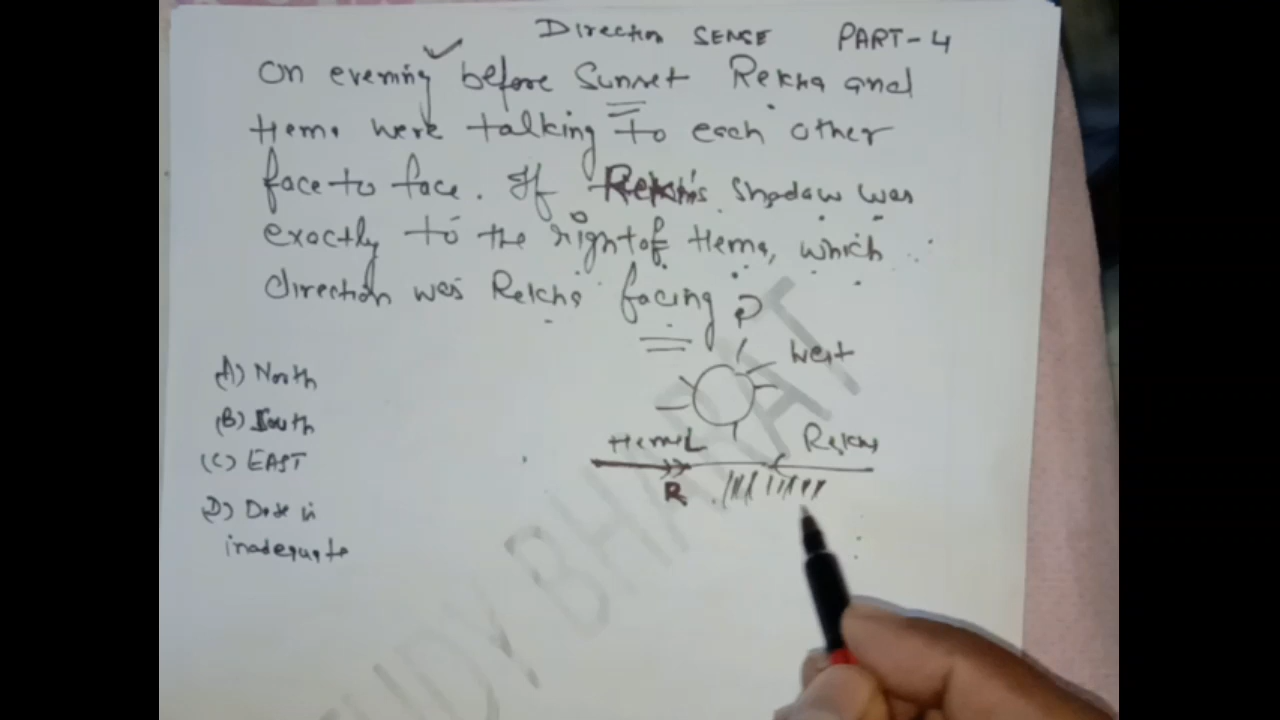 Direction SENSE PART-4
On evening before Sunset Rekha and
Hema were talking to each other
face to face. If Rekha's shadow was
exactly to the right of Hema, which
direction was Rekha facing ?
(A) North
(B) South
(C) EAST
(D) Data is
inadequate
West
Hema L Rekha
R
STUDY BHARAT